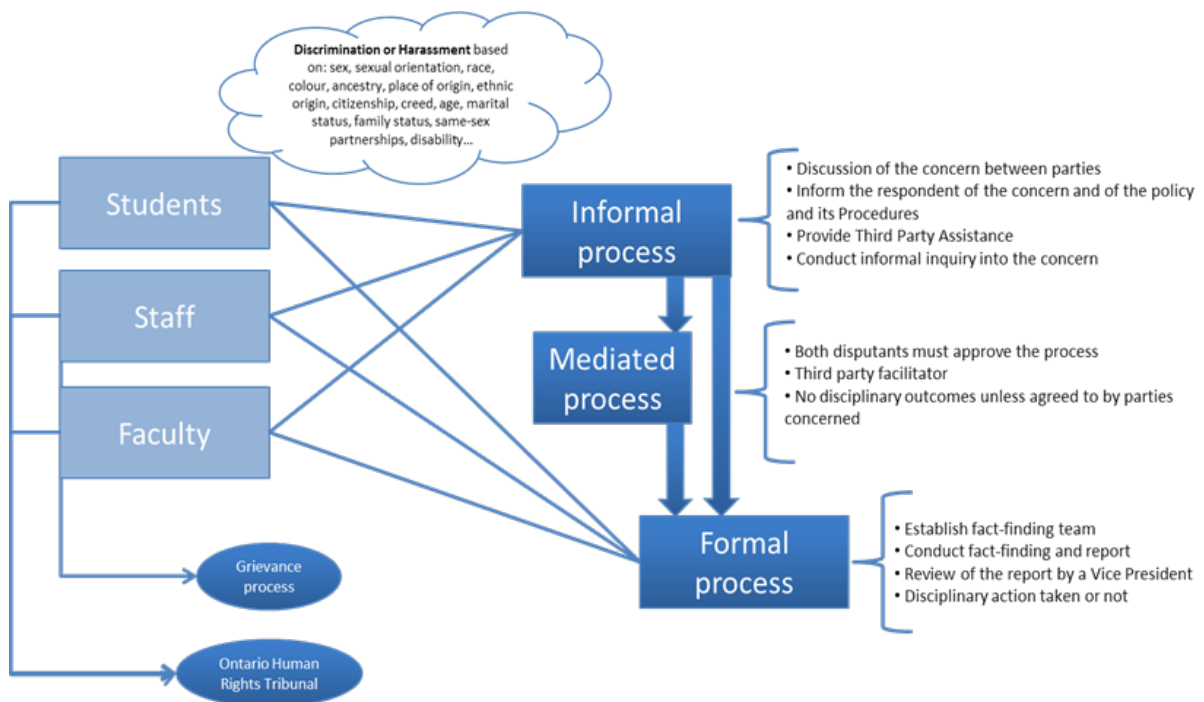 Discrimination or Harassment based
on: sex, sexual orientation, race,
colour, ancestry, place of origin, ethnic
origin, citizenship, creed, age, marital
status, family status, same-sex
partnerships, disability...
Students
Staff
Faculty
Informal
process
• Discussion of the concern between parties
• Inform the respondent of the concern and of the policy
and its Procedures
• Provide Third Party Assistance
• Conduct informal inquiry into the concern
Mediated
process
• Both disputants must approve the process
• Third party facilitator
• No disciplinary outcomes unless agreed to by parties
concerned
Formal
process
• Establish fact-finding team
• Conduct fact-finding and report
• Review of the report by a Vice President
• Disciplinary action taken or not
Grievance
process
Ontario Human
Rights Tribunal